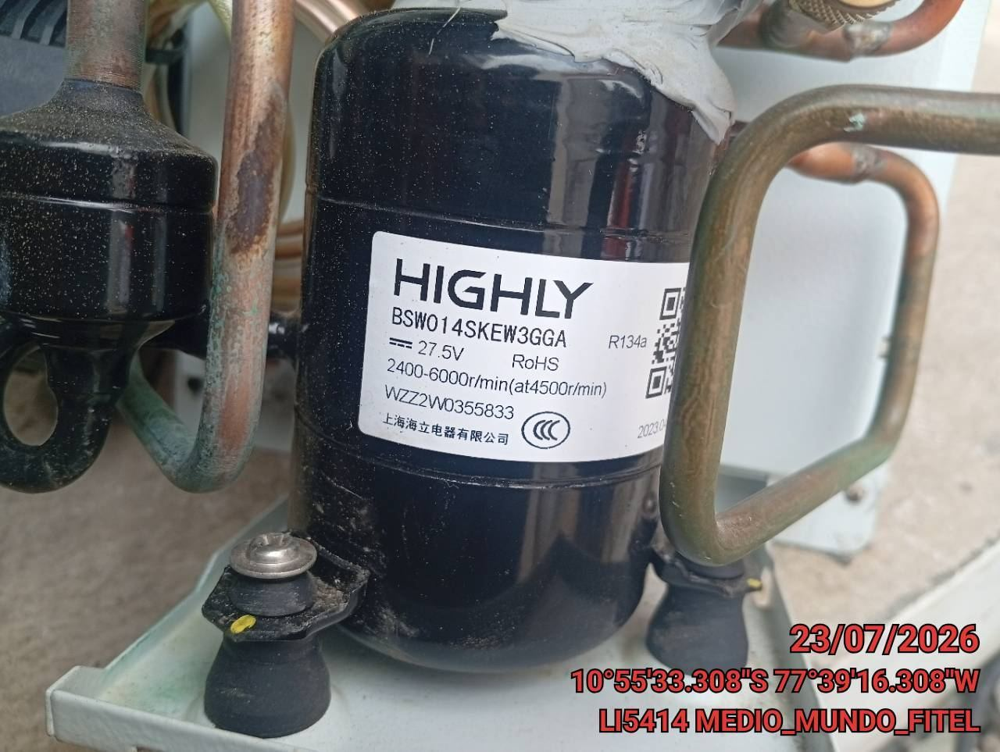 HIGHLY
BSW014SKEW3GGA
R134a
27.5V RoHS
2400-6000r/min(at4500r/min)
WZZ2W0355833
上海海立电器有限公司
CCC
23/07/2026
10°55'33.308"S 77°39'16.308"W
LI5414 MEDIO_MUNDO_FITEL